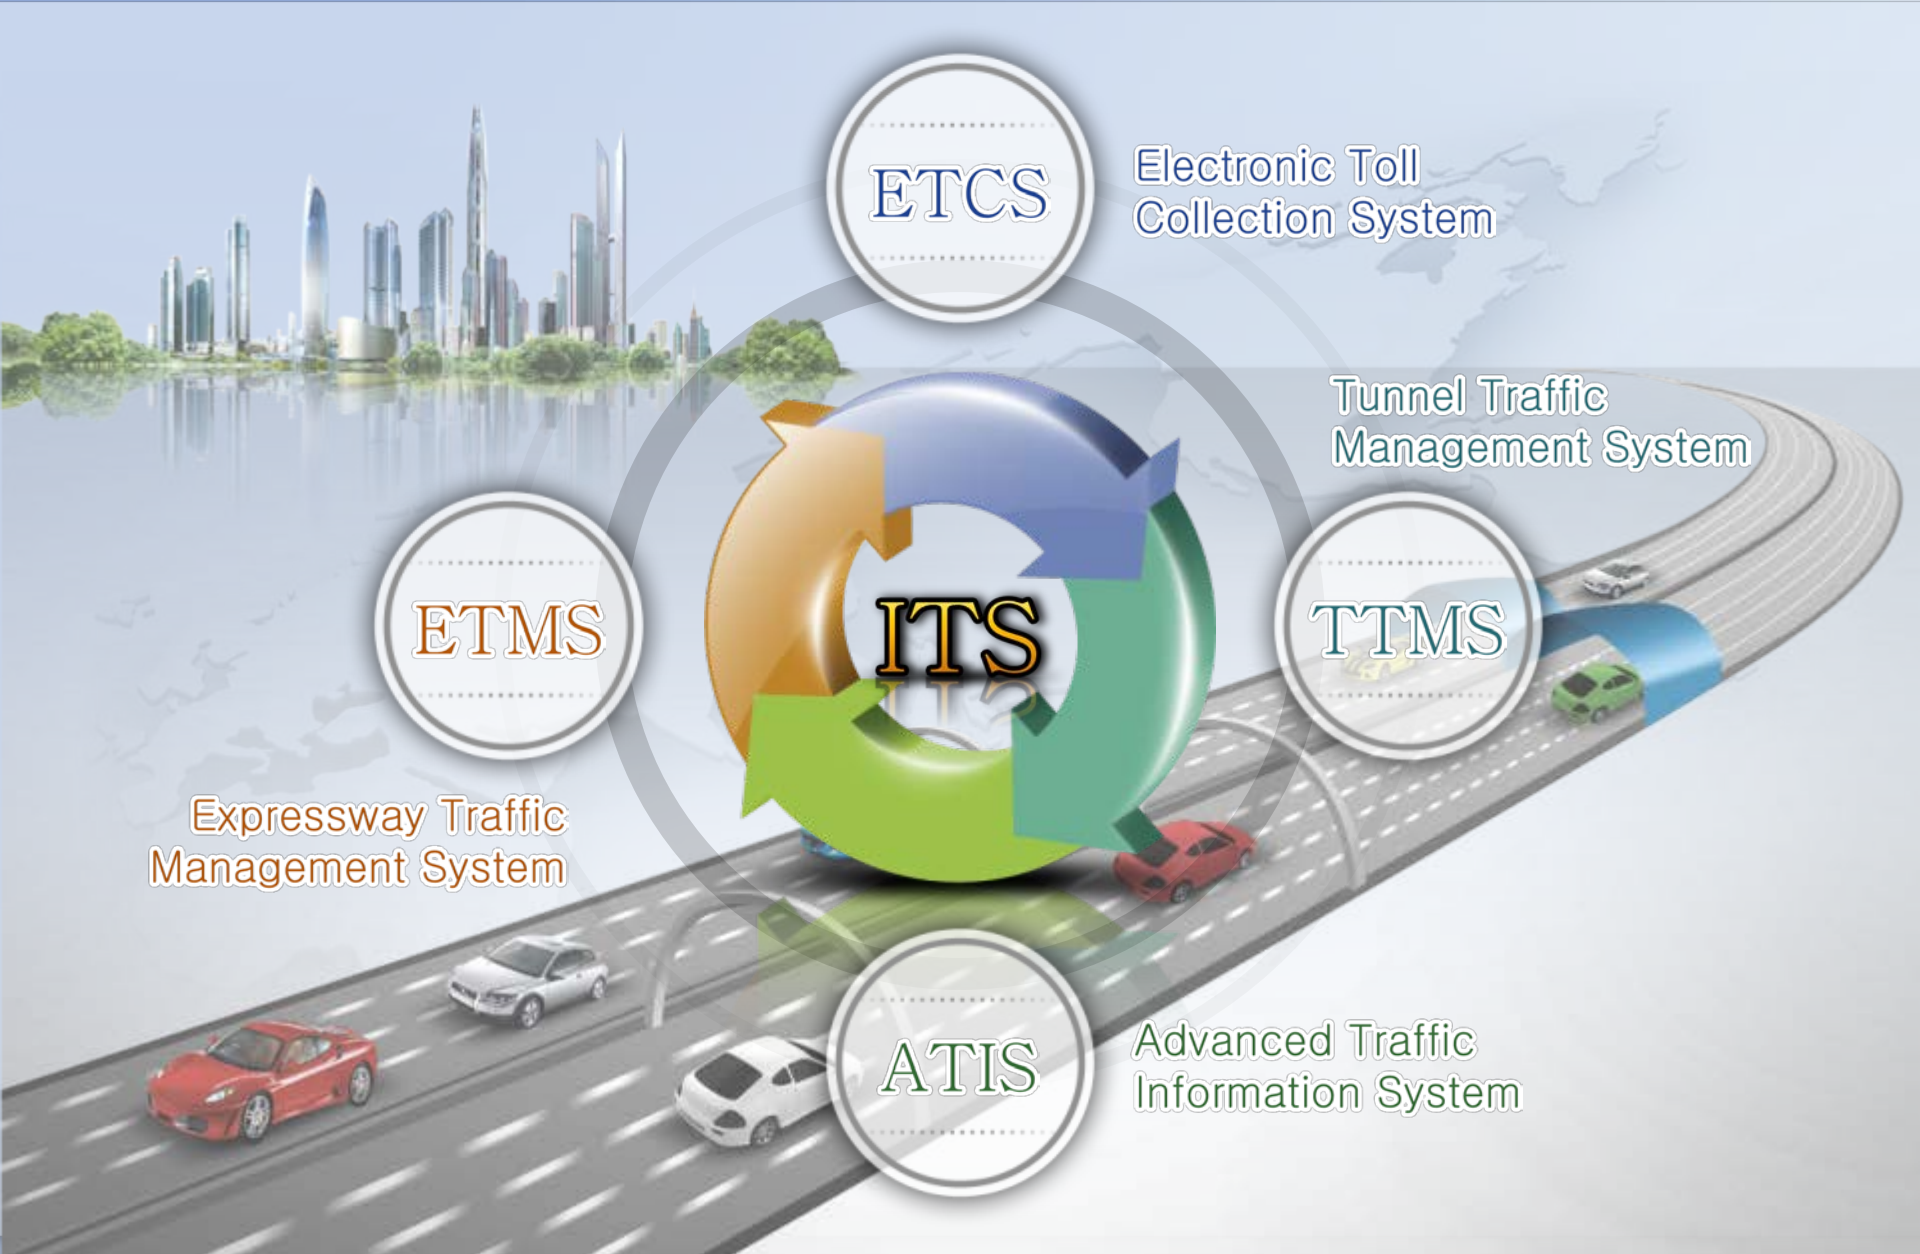 ETCS
Electronic Toll
Collection System
Tunnel Traffic
Management System
ETMS
ITS
TTMS
Expressway Traffic
Management System
ATIS
Advanced Traffic
Information System